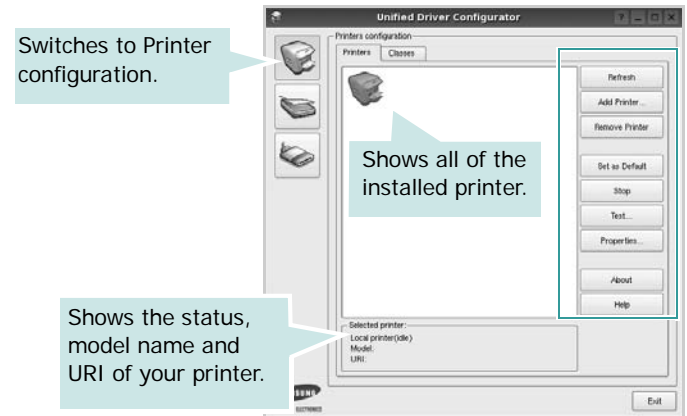 Unified Driver Configurator
Switches to Printer
configuration.
Printers configuration
Printers
Classes
Refresh
Add Printer...
Remove Printer
Set as Default
Stop
Test...
Properties...
About
Help
Shows all of the
installed printer.
Shows the status,
model name and
URI of your printer.
Selected printer:
Local printer(idle)
Model:
URI:
SUNG
ELECTRONICS
Exit